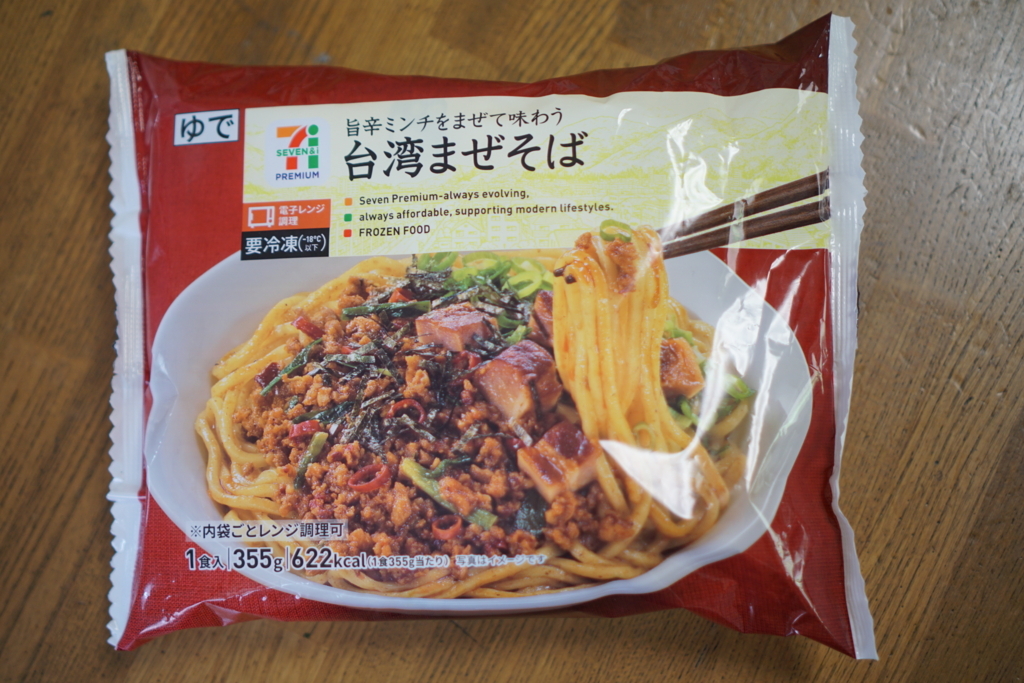 ゆで
SEVEN&i
PREMIUM
旨辛ミンチをまぜて味わう
台湾まぜそば
Seven Premium-always evolving,
always affordable, supporting modern lifestyles.
FROZEN FOOD
電子レンジ
調理
要冷凍(-18℃以下)
※内袋ごとレンジ調理可
1食入 355g 622kcal(1食355g当たり) 写真はイメージです